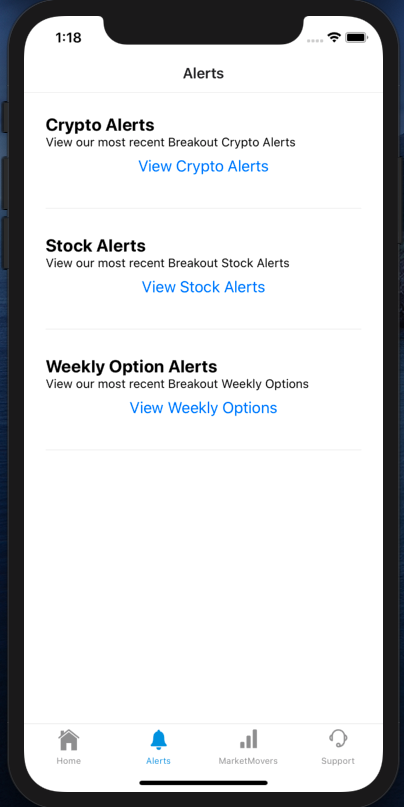 1:18
Alerts
Crypto Alerts
View our most recent Breakout Crypto Alerts
View Crypto Alerts
Stock Alerts
View our most recent Breakout Stock Alerts
View Stock Alerts
Weekly Option Alerts
View our most recent Breakout Weekly Options
View Weekly Options
Home Alerts MarketMovers Support